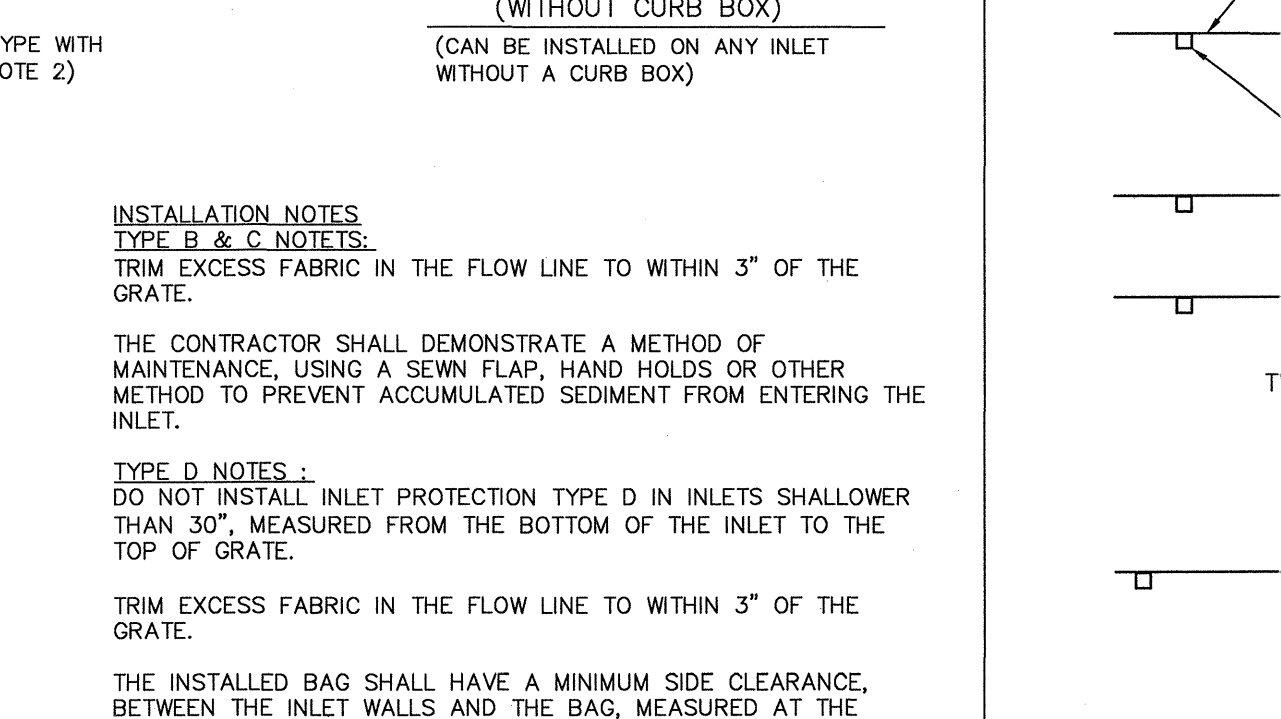 (WITHOUT CURB BOX)
YPE WITH
OTE 2)
(CAN BE INSTALLED ON ANY INLET
WITHOUT A CURB BOX)
INSTALLATION NOTES
TYPE B & C NOTETS:
TRIM EXCESS FABRIC IN THE FLOW LINE TO WITHIN 3" OF THE
GRATE.
THE CONTRACTOR SHALL DEMONSTRATE A METHOD OF
MAINTENANCE, USING A SEWN FLAP, HAND HOLDS OR OTHER
METHOD TO PREVENT ACCUMULATED SEDIMENT FROM ENTERING THE
INLET.
TYPE D NOTES :
DO NOT INSTALL INLET PROTECTION TYPE D IN INLETS SHALLOWER
THAN 30", MEASURED FROM THE BOTTOM OF THE INLET TO THE
TOP OF GRATE.
TRIM EXCESS FABRIC IN THE FLOW LINE TO WITHIN 3" OF THE
GRATE.
THE INSTALLED BAG SHALL HAVE A MINIMUM SIDE CLEARANCE,
BETWEEN THE INLET WALLS AND THE BAG, MEASURED AT THE